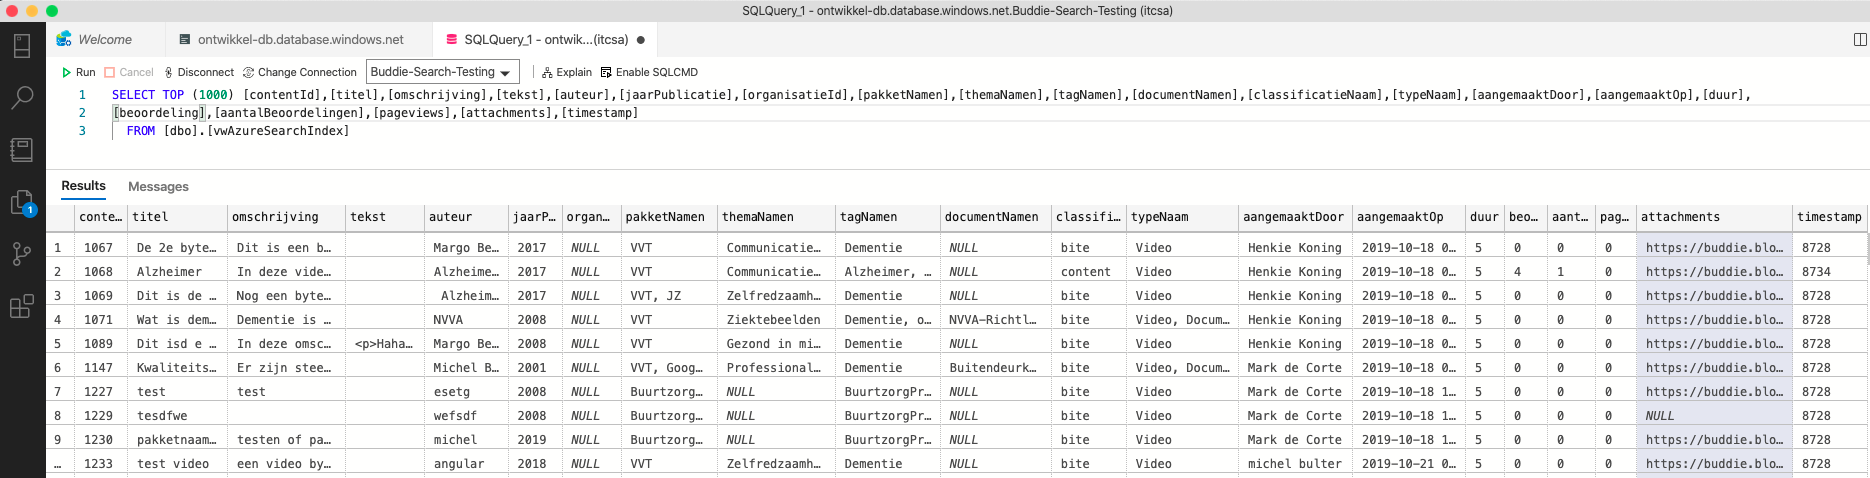 SQLQuery_1 - ontwikkel-db.database.windows.net.Buddie-Search-Testing (itcsa)
Welcome ontwikkel-db.database.windows.net SQLQuery_1 - ontwik...(itcsa)
Run Cancel Disconnect Change Connection Buddie-Search-Testing Explain Enable SQLCMD
1 SELECT TOP (1000) [contentId],[titel],[omschrijving],[tekst],[auteur],[jaarPublicatie],[organisatieId],[pakketNamen],[themaNamen],[tagNamen],[documentNamen],[classificatieNaam],[typeNaam],[aangemaaktDoor],[aangemaaktOp],[duur],
2 [beoordeling],[aantalBeoordelingen],[pageviews],[attachments],[timestamp]
3 FROM [dbo].[vwAzureSearchIndex]
1
Results Messages
conte... titel omschrijving tekst auteur jaarP... organ... pakketNamen themaNamen tagNamen documentNamen classifi... typeNaam aangemaaktDoor aangemaaktOp duur beo... aant... pag... attachments timestamp
1 1067 De 2e byte... Dit is een b... Margo Be... 2017 NULL VVT Communicatie... Dementie NULL bite Video Henkie Koning 2019-10-18 0... 5 0 0 0 https://buddie.blo... 8728
2 1068 Alzheimer In deze vide... Alzheime... 2017 NULL VVT Communicatie... Alzheimer, ... NULL content Video Henkie Koning 2019-10-18 0... 5 4 1 0 https://buddie.blo... 8734
3 1069 Dit is de ... Nog een byte... Alzheim... 2017 NULL VVT, JZ Zelfredzaamh... Dementie NULL bite Video Henkie Koning 2019-10-18 0... 5 0 0 0 https://buddie.blo... 8728
4 1071 Wat is dem... Dementie is ... NVVA 2008 NULL VVT Ziektebeelden Dementie, o... NVVA-Richtl... bite Video, Docum... Henkie Koning 2019-10-18 0... 5 0 0 0 https://buddie.blo... 8728
5 1089 Dit isd e ... In deze omsc... <p>Haha... Margo Be... 2008 NULL VVT Gezond in mi... Dementie NULL bite Video Henkie Koning 2019-10-18 0... 5 0 0 0 https://buddie.blo... 8728
6 1147 Kwaliteits... Er zijn stee... Michel B... 2001 NULL VVT, Goog... Professional... Dementie Buitendeurk... bite Video, Docum... Mark de Corte 2019-10-18 0... 5 0 0 0 https://buddie.blo... 8728
7 1227 test test esetg 2008 NULL Buurtzorg... NULL BuurtzorgPr... NULL bite Video Mark de Corte 2019-10-18 1... 5 0 0 0 https://buddie.blo... 8728
8 1229 tesdfwe wefsdf 2008 NULL Buurtzorg... NULL BuurtzorgPr... NULL bite Video Mark de Corte 2019-10-18 1... 5 0 0 0 NULL 8728
9 1230 pakketnaam... testen of pa... michel 2019 NULL Buurtzorg... NULL BuurtzorgPr... NULL bite Video Mark de Corte 2019-10-18 1... 5 0 0 0 https://buddie.blo... 8728
... 1233 test video een video by... angular 2018 NULL VVT Zelfredzaamh... Dementie NULL bite Video michel bulter 2019-10-21 0... 5 0 0 0 https://buddie.blo... 8728